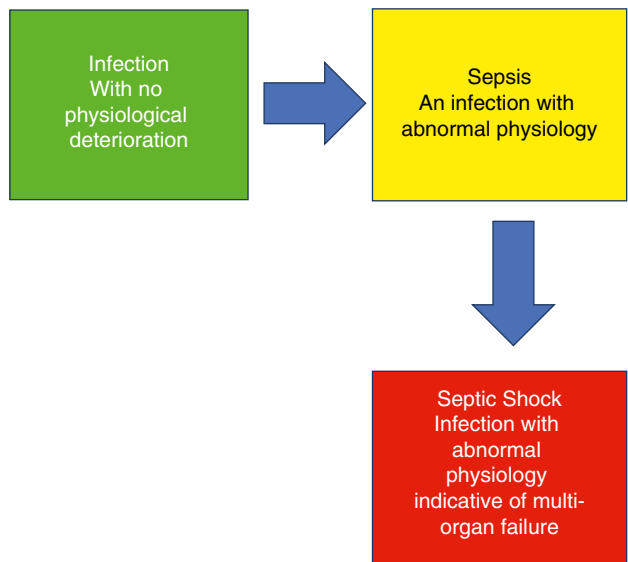 Infection
With no
physiological
deterioration
Sepsis
An infection with
abnormal physiology
Septic Shock
Infection with
abnormal
physiology
indicative of multi-
organ failure